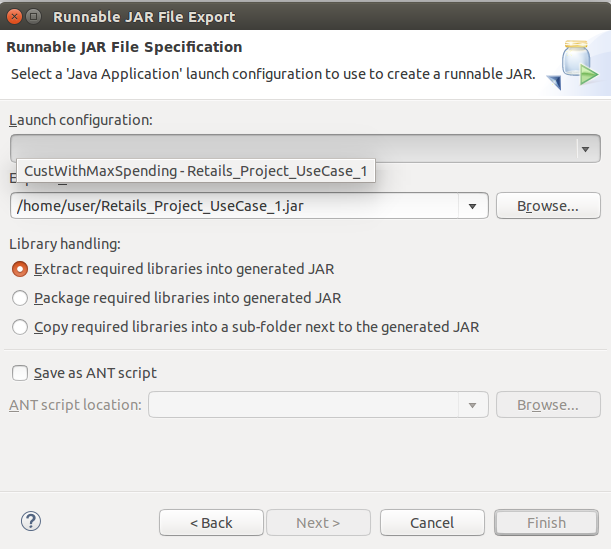 Runnable JAR File Export
Runnable JAR File Specification
Select a 'Java Application' launch configuration to use to create a runnable JAR.
Launch configuration:
CustWithMaxSpending - Retails_Project_UseCase_1
/home/user/Retails_Project_UseCase_1.jar
Browse...
Library handling:
Extract required libraries into generated JAR
Package required libraries into generated JAR
Copy required libraries into a sub-folder next to the generated JAR
Save as ANT script
ANT script location:
Browse...
?
< Back
Next >
Cancel
Finish